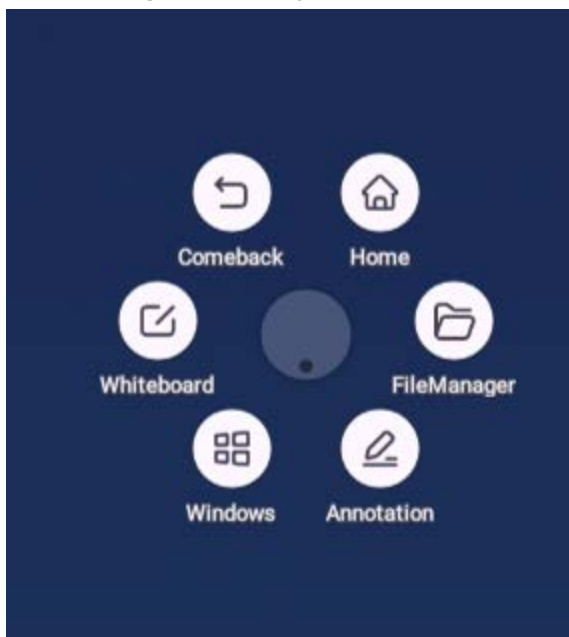 Comeback
Home
Whiteboard
FileManager
Windows
Annotation